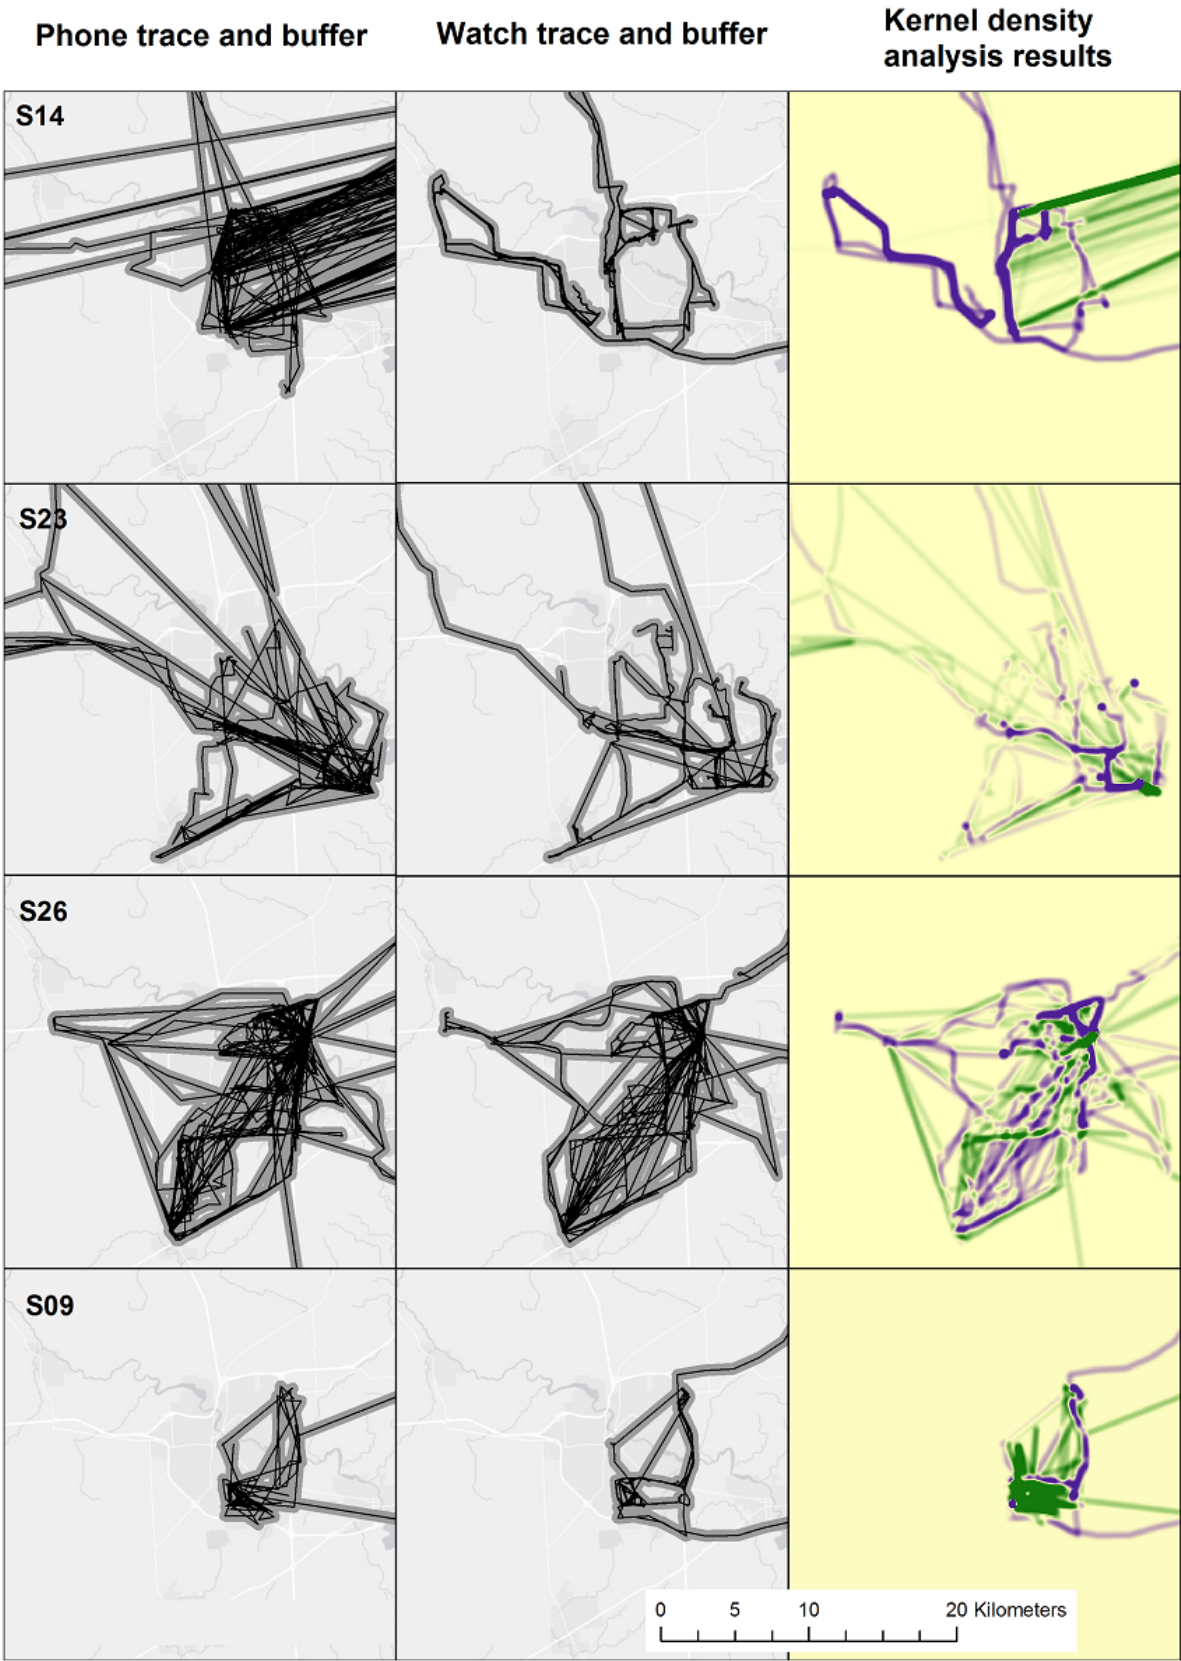 Phone trace and buffer
Watch trace and buffer
Kernel density
analysis results
S14
S23
S26
S09
0 5 10 20 Kilometers